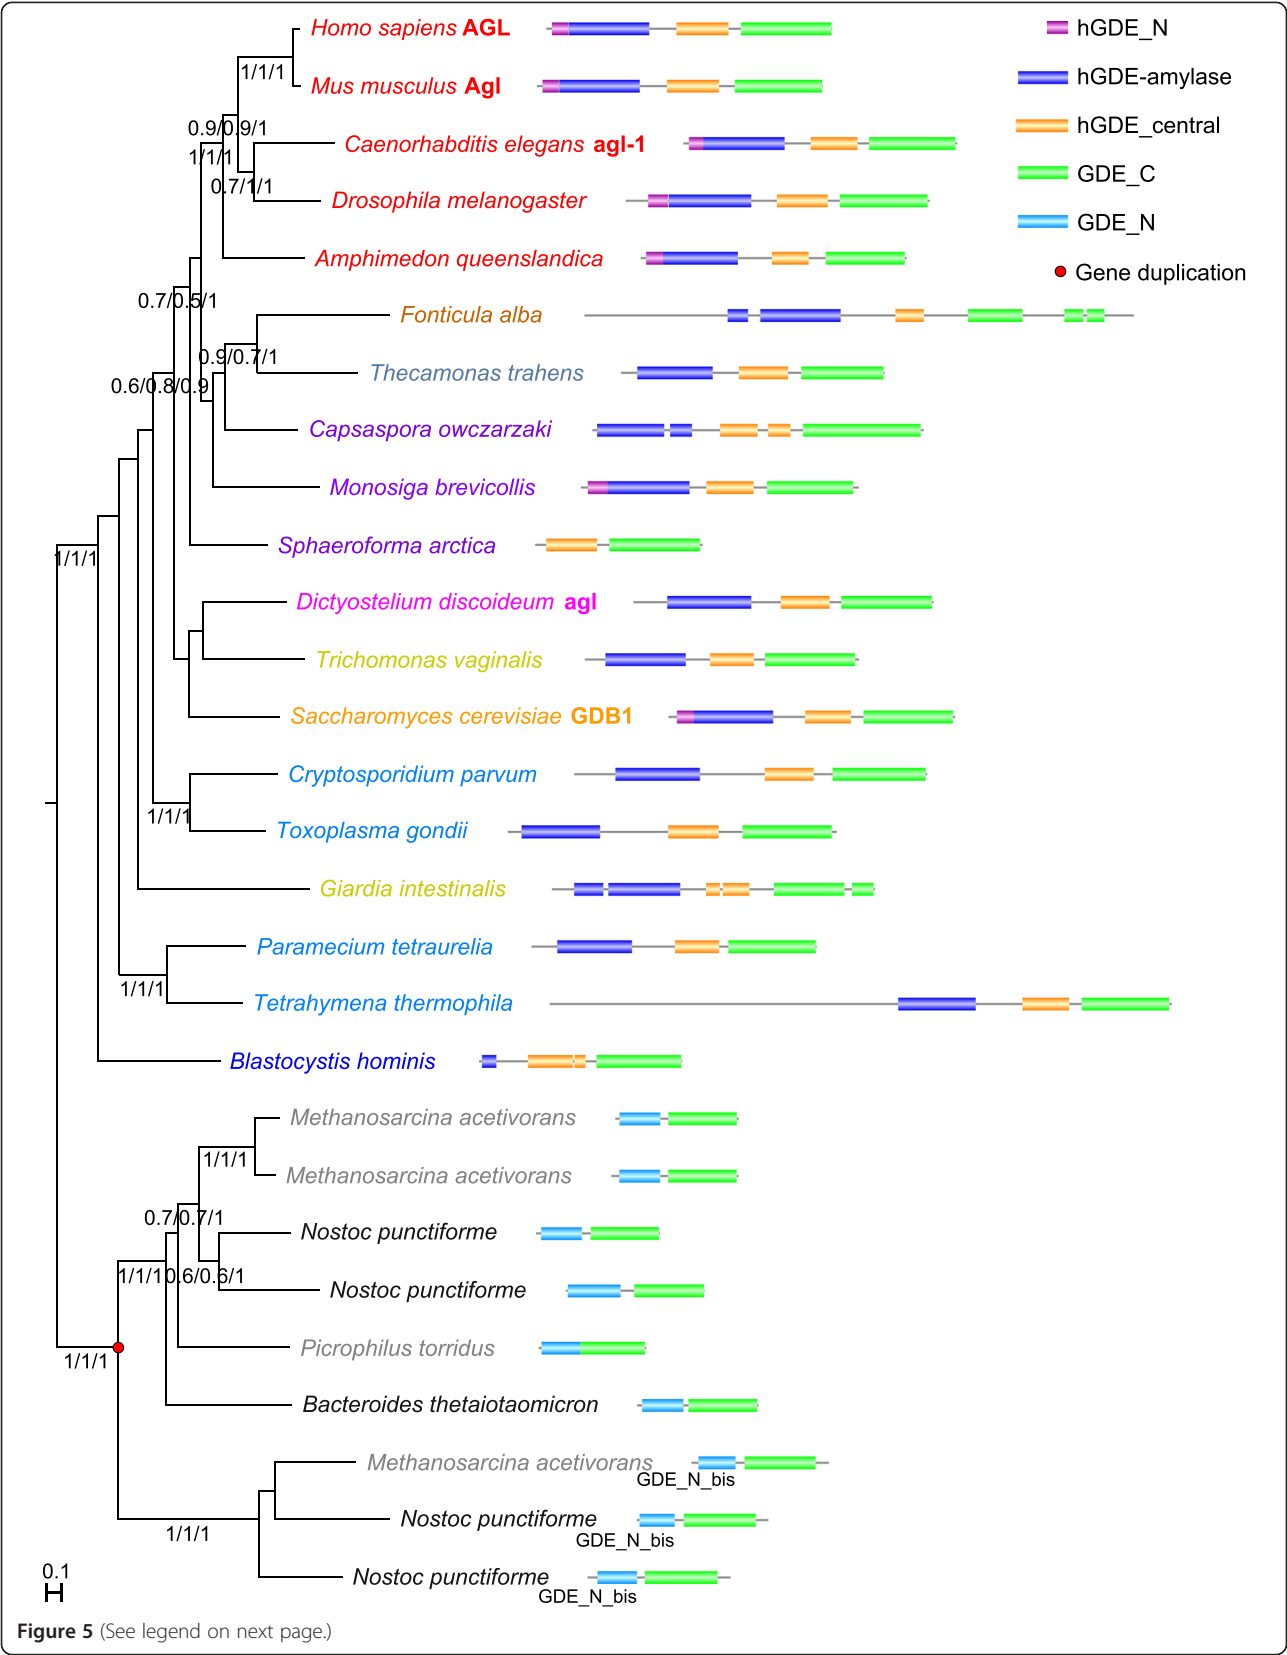 Homo sapiens AGL
hGDE_N
1/1/1
Mus musculus Agl
hGDE-amylase
0.9/0.9/1
hGDE_central
Caenorhabditis elegans agl-1
1/1/1
GDE_C
0.7/1/1
Drosophila melanogaster
GDE_N
Amphimedon queenslandica
Gene duplication
0.7/0.5/1
Fonticula alba
0.9/0.7/1
Thecamonas trahens
0.6/0.8/0.9
Capsaspora owczarzaki
Monosiga brevicollis
Sphaeroforma arctica
1/1/1
Dictyostelium discoideum agl
Trichomonas vaginalis
Saccharomyces cerevisiae GDB1
Cryptosporidium parvum
1/1/1
Toxoplasma gondii
Giardia intestinalis
Paramecium tetraurelia
1/1/1
Tetrahymena thermophila
Blastocystis hominis
Methanosarcina acetivorans
1/1/1
Methanosarcina acetivorans
0.7/0.7/1
Nostoc punctiforme
1/1/1
0.6/0.6/1
Nostoc punctiforme
Picrophilus torridus
1/1/1
Bacteroides thetaiotaomicron
Methanosarcina acetivorans
GDE_N_bis
Nostoc punctiforme
1/1/1
GDE_N_bis
Nostoc punctiforme
0.1
GDE_N_bis
Figure 5 (See legend on next page.)